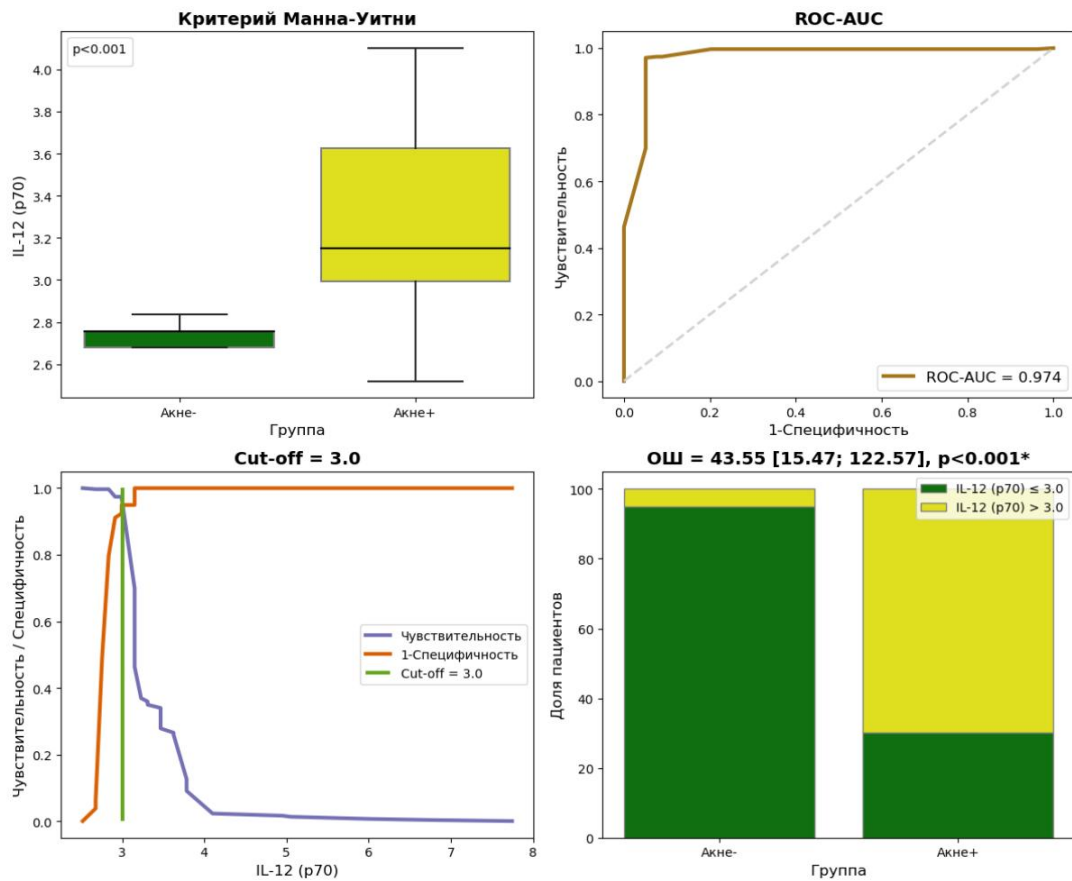 Критерий Манна-Уитни
p<0.001
4.0
3.8
3.6
3.4
3.2
3.0
2.8
2.6
IL-12 (p70)
Акне-
Акне+
Группа
ROC-AUC
1.0
0.8
0.6
0.4
0.2
0.0
Чувствительность
ROC-AUC = 0.974
0.0
0.2
0.4
0.6
0.8
1.0
1-Специфичность
Cut-off = 3.0
1.0
0.8
0.6
0.4
0.2
0.0
Чувствительность / Специфичность
Чувствительность
1-Специфичность
Cut-off = 3.0
3
4
5
6
7
8
IL-12 (p70)
ОШ = 43.55 [15.47; 122.57], p<0.001*
100
80
60
40
20
0
Доля пациентов
IL-12 (p70) ≤ 3.0
IL-12 (p70) > 3.0
Акне-
Акне+
Группа